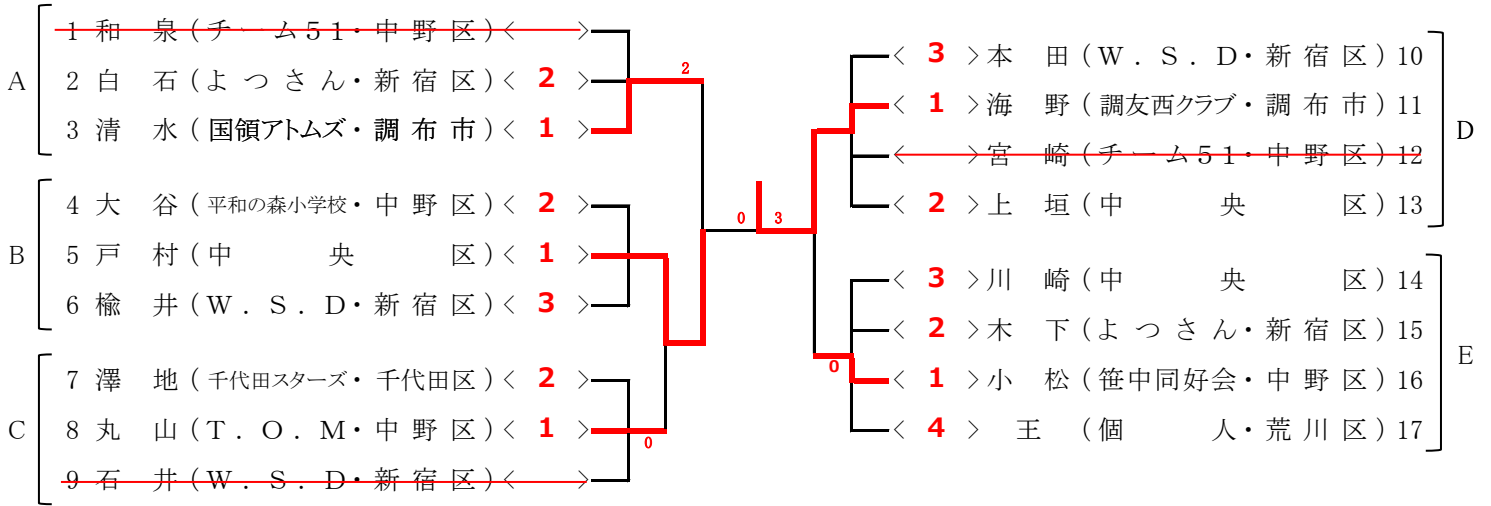 A
1 和 泉 (チーム51・中野区)< >
2 白 石 (よつさん・新宿区)< 2 >
3 清 水 (国領アトムズ・調布市)< 1 >
B
4 大 谷 (平和の森小学校・中野区)< 2 >
5 戸 村 (中 央 区)< 1 >
6 楡 井 (W.S.D・新宿区)< 3 >
C
7 澤 地 (千代田スターズ・千代田区)< 2 >
8 丸 山 (T.O.M・中野区)< 1 >
9 石 井 (W.S.D・新宿区)< >
2
0
0 3
0
< 3 >本 田 (W.S.D・新宿区) 10
< 1 >海 野 (調友西クラブ・調布市) 11
< >宮 崎 (チーム51・中野区) 12
< 2 >上 垣 (中 央 区) 13
D
< 3 >川 崎 (中 央 区) 14
< 2 >木 下 (よつさん・新宿区) 15
< 1 >小 松 (笹中同好会・中野区) 16
< 4 > 王 (個 人・荒川区) 17
E